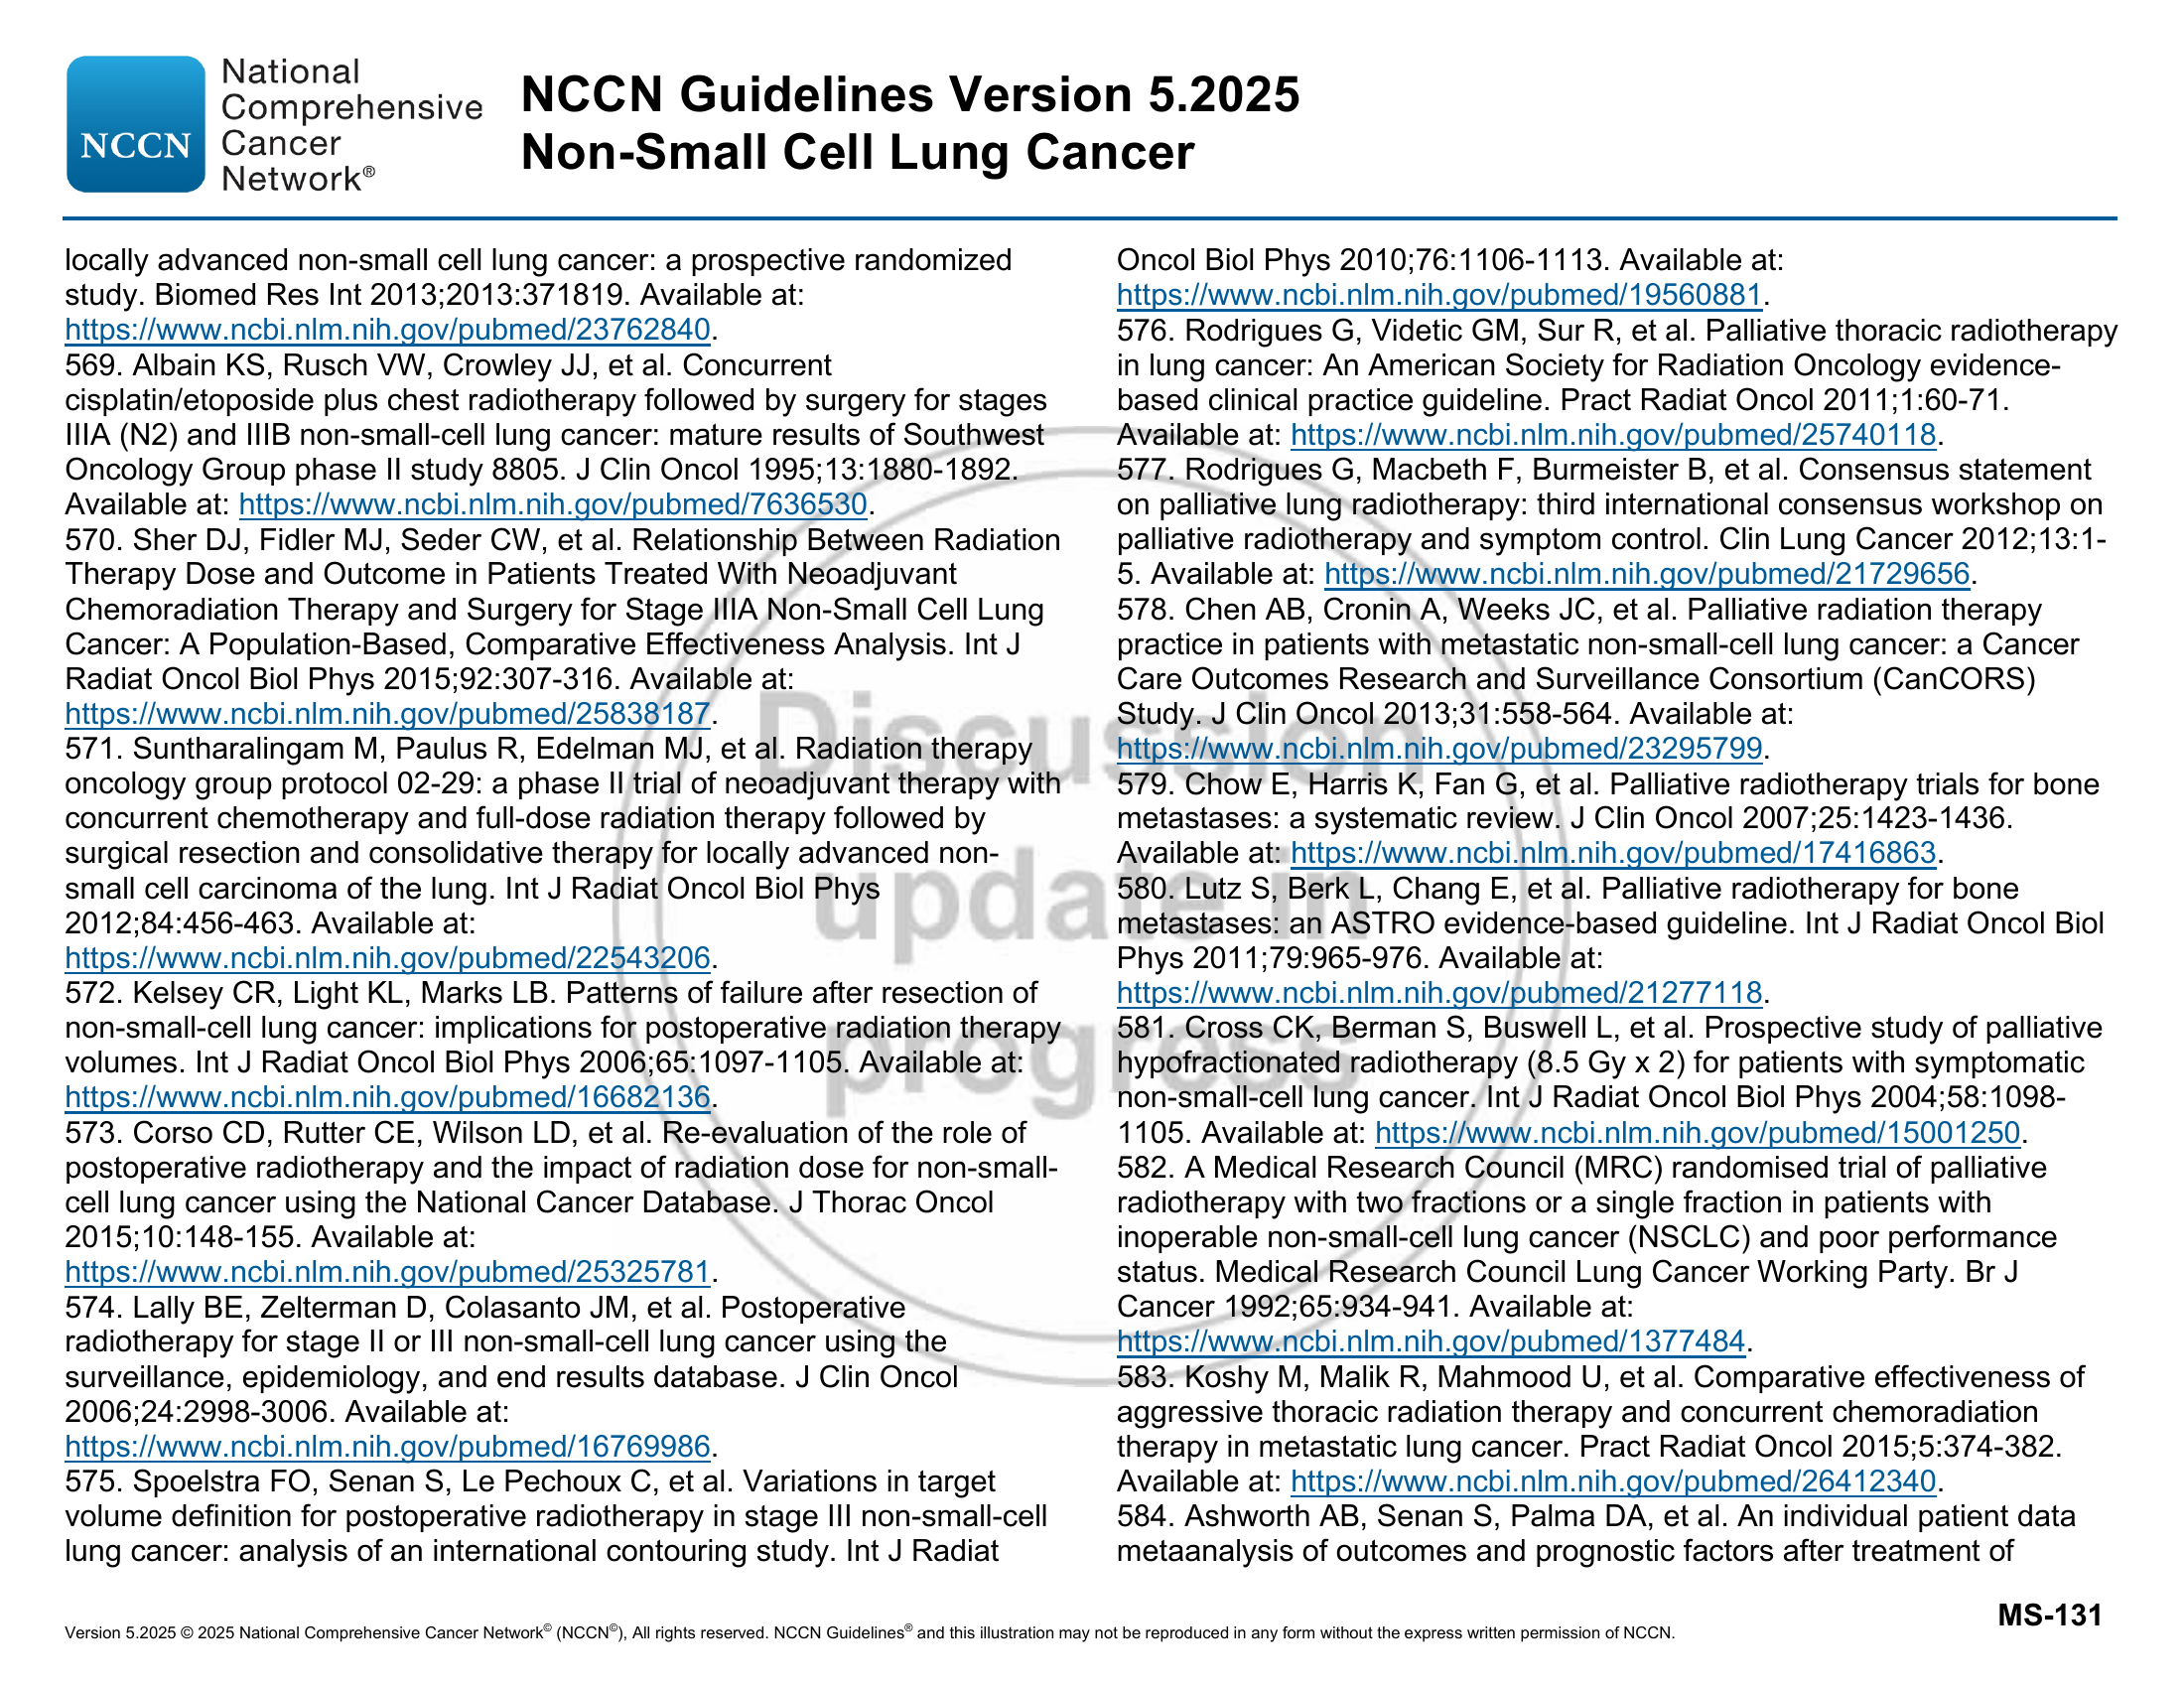 NCCN
National
Comprehensive
Cancer
Network®
NCCN Guidelines Version 5.2025
Non-Small Cell Lung Cancer
locally advanced non-small cell lung cancer: a prospective randomized
study. Biomed Res Int 2013;2013:371819. Available at:
https://www.ncbi.nlm.nih.gov/pubmed/23762840.
569. Albain KS, Rusch VW, Crowley JJ, et al. Concurrent
cisplatin/etoposide plus chest radiotherapy followed by surgery for stages
IIIA (N2) and IIIB non-small-cell lung cancer: mature results of Southwest
Oncology Group phase II study 8805. J Clin Oncol 1995;13:1880-1892.
Available at: https://www.ncbi.nlm.nih.gov/pubmed/7636530.
570. Sher DJ, Fidler MJ, Seder CW, et al. Relationship Between Radiation
Therapy Dose and Outcome in Patients Treated With Neoadjuvant
Chemoradiation Therapy and Surgery for Stage IIIA Non-Small Cell Lung
Cancer: A Population-Based, Comparative Effectiveness Analysis. Int J
Radiat Oncol Biol Phys 2015;92:307-316. Available at:
https://www.ncbi.nlm.nih.gov/pubmed/25838187.
571. Suntharalingam M, Paulus R, Edelman MJ, et al. Radiation therapy
oncology group protocol 02-29: a phase II trial of neoadjuvant therapy with
concurrent chemotherapy and full-dose radiation therapy followed by
surgical resection and consolidative therapy for locally advanced non-
small cell carcinoma of the lung. Int J Radiat Oncol Biol Phys
2012;84:456-463. Available at:
https://www.ncbi.nlm.nih.gov/pubmed/22543206.
572. Kelsey CR, Light KL, Marks LB. Patterns of failure after resection of
non-small-cell lung cancer: implications for postoperative radiation therapy
volumes. Int J Radiat Oncol Biol Phys 2006;65:1097-1105. Available at:
https://www.ncbi.nlm.nih.gov/pubmed/16682136.
573. Corso CD, Rutter CE, Wilson LD, et al. Re-evaluation of the role of
postoperative radiotherapy and the impact of radiation dose for non-small-
cell lung cancer using the National Cancer Database. J Thorac Oncol
2015;10:148-155. Available at:
https://www.ncbi.nlm.nih.gov/pubmed/25325781.
574. Lally BE, Zelterman D, Colasanto JM, et al. Postoperative
radiotherapy for stage II or III non-small-cell lung cancer using the
surveillance, epidemiology, and end results database. J Clin Oncol
2006;24:2998-3006. Available at:
https://www.ncbi.nlm.nih.gov/pubmed/16769986.
575. Spoelstra FO, Senan S, Le Pechoux C, et al. Variations in target
volume definition for postoperative radiotherapy in stage III non-small-cell
lung cancer: analysis of an international contouring study. Int J Radiat
Oncol Biol Phys 2010;76:1106-1113. Available at:
https://www.ncbi.nlm.nih.gov/pubmed/19560881.
576. Rodrigues G, Videtic GM, Sur R, et al. Palliative thoracic radiotherapy
in lung cancer: An American Society for Radiation Oncology evidence-
based clinical practice guideline. Pract Radiat Oncol 2011;1:60-71.
Available at: https://www.ncbi.nlm.nih.gov/pubmed/25740118.
577. Rodrigues G, Macbeth F, Burmeister B, et al. Consensus statement
on palliative lung radiotherapy: third international consensus workshop on
palliative radiotherapy and symptom control. Clin Lung Cancer 2012;13:1-
5. Available at: https://www.ncbi.nlm.nih.gov/pubmed/21729656.
578. Chen AB, Cronin A, Weeks JC, et al. Palliative radiation therapy
practice in patients with metastatic non-small-cell lung cancer: a Cancer
Care Outcomes Research and Surveillance Consortium (CanCORS)
Study. J Clin Oncol 2013;31:558-564. Available at:
https://www.ncbi.nlm.nih.gov/pubmed/23295799.
579. Chow E, Harris K, Fan G, et al. Palliative radiotherapy trials for bone
metastases: a systematic review. J Clin Oncol 2007;25:1423-1436.
Available at: https://www.ncbi.nlm.nih.gov/pubmed/17416863.
580. Lutz S, Berk L, Chang E, et al. Palliative radiotherapy for bone
metastases: an ASTRO evidence-based guideline. Int J Radiat Oncol Biol
Phys 2011;79:965-976. Available at:
https://www.ncbi.nlm.nih.gov/pubmed/21277118.
581. Cross CK, Berman S, Buswell L, et al. Prospective study of palliative
hypofractionated radiotherapy (8.5 Gy x 2) for patients with symptomatic
non-small-cell lung cancer. Int J Radiat Oncol Biol Phys 2004;58:1098-
1105. Available at: https://www.ncbi.nlm.nih.gov/pubmed/15001250.
582. A Medical Research Council (MRC) randomised trial of palliative
radiotherapy with two fractions or a single fraction in patients with
inoperable non-small-cell lung cancer (NSCLC) and poor performance
status. Medical Research Council Lung Cancer Working Party. Br J
Cancer 1992;65:934-941. Available at:
https://www.ncbi.nlm.nih.gov/pubmed/1377484.
583. Koshy M, Malik R, Mahmood U, et al. Comparative effectiveness of
aggressive thoracic radiation therapy and concurrent chemoradiation
therapy in metastatic lung cancer. Pract Radiat Oncol 2015;5:374-382.
Available at: https://www.ncbi.nlm.nih.gov/pubmed/26412340.
584. Ashworth AB, Senan S, Palma DA, et al. An individual patient data
metaanalysis of outcomes and prognostic factors after treatment of
Discussion
update in
progress
MS-131
Version 5.2025 © 2025 National Comprehensive Cancer Network© (NCCN©), All rights reserved. NCCN Guidelines® and this illustration may not be reproduced in any form without the express written permission of NCCN.